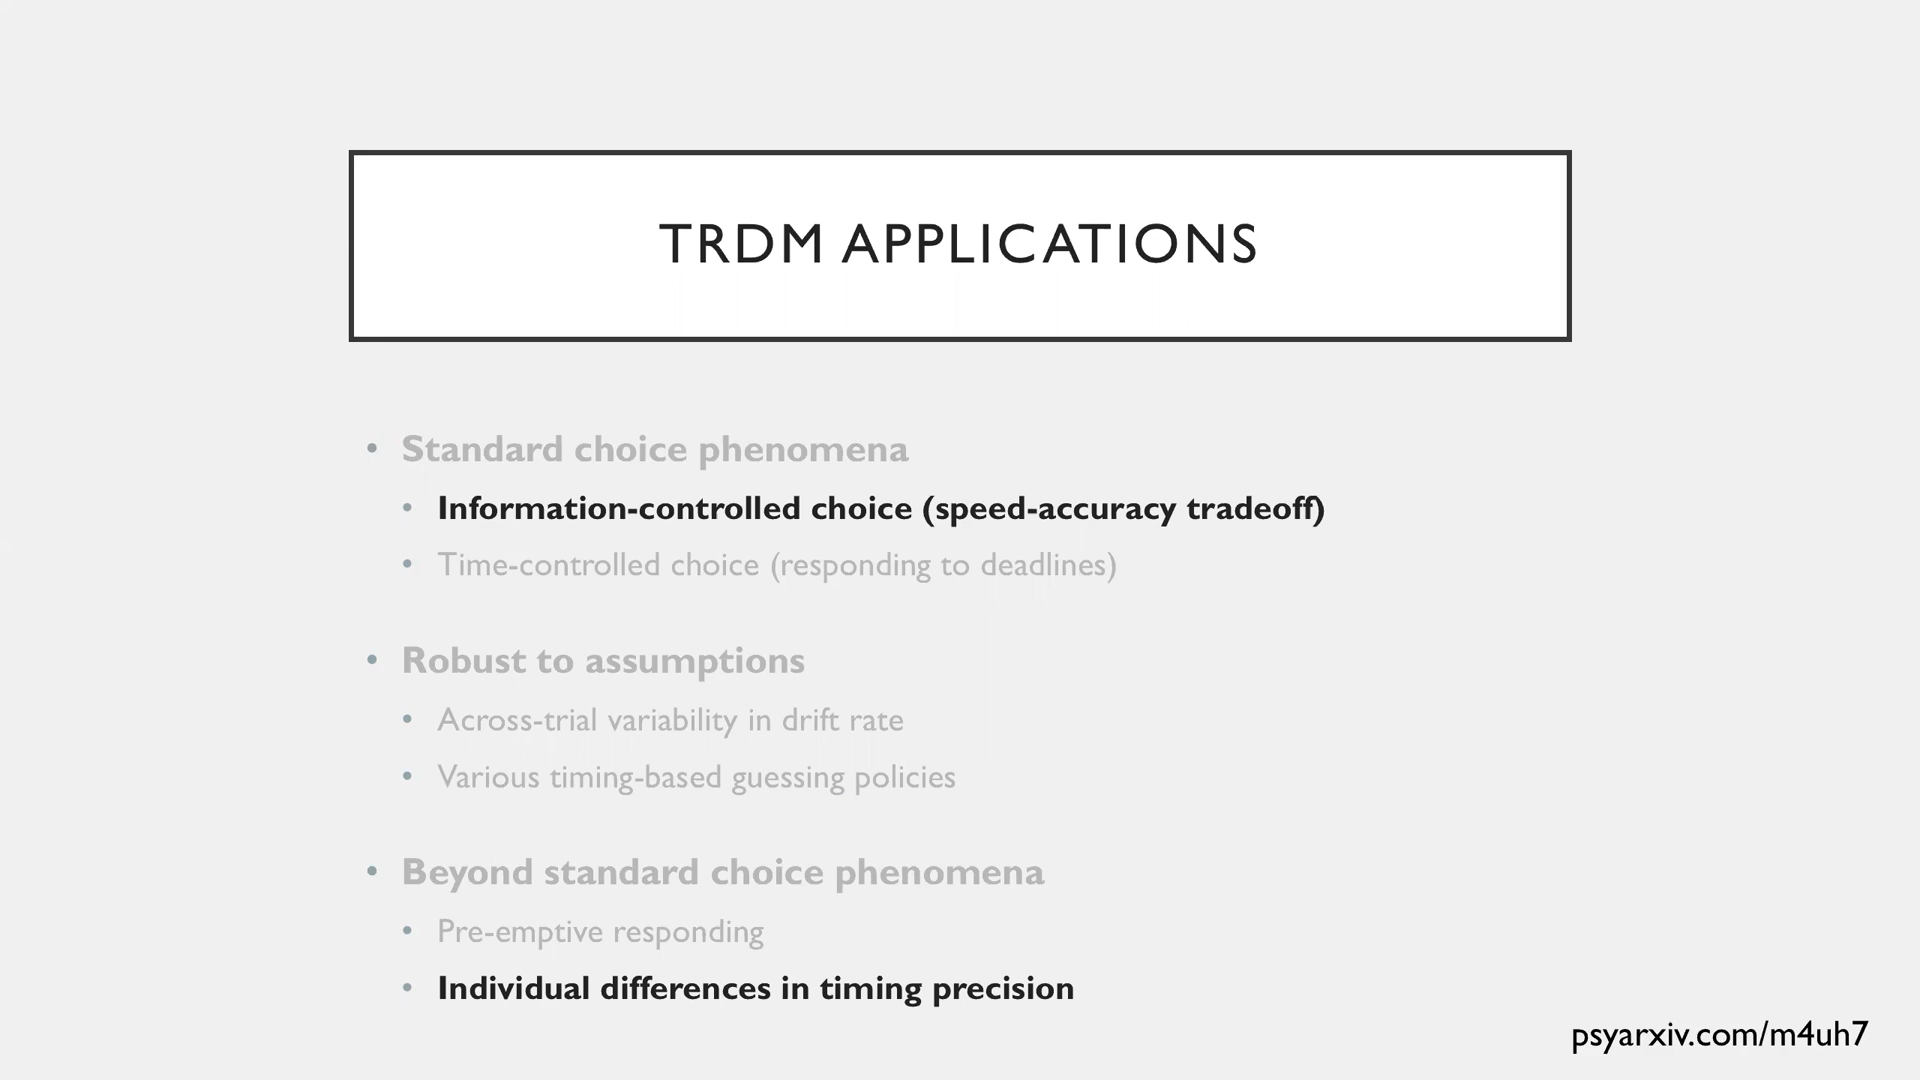 TRDM APPLICATIONS
• Standard choice phenomena
• Information-controlled choice (speed-accuracy tradeoff)
• Time-controlled choice (responding to deadlines)
• Robust to assumptions
• Across-trial variability in drift rate
• Various timing-based guessing policies
• Beyond standard choice phenomena
• Pre-emptive responding
• Individual differences in timing precision
psyarxiv.com/m4uh7